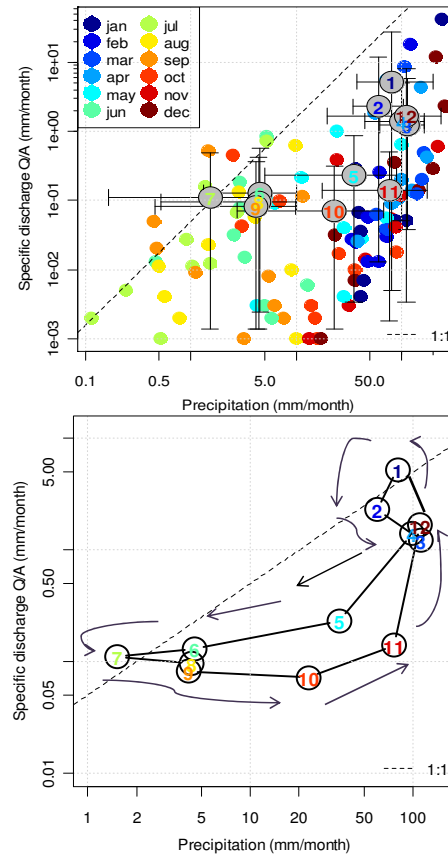 jan
feb
mar
apr
may
jun
jul
aug
sep
oct
nov
dec
Specific discharge Q/A (mm/month)
1e+01
1e+00
1e+01
1e+02
1e+03
1
2
12
5
11
10
9
7
1:1
0.1
0.5
5.0
50.0
Precipitation (mm/month)
Specific discharge Q/A (mm/month)
5.00
0.50
0.05
0.01
1
2
12
4
3
5
6
7
8
9
10
11
1:1
1
2
5
10
20
50
100
Precipitation (mm/month)